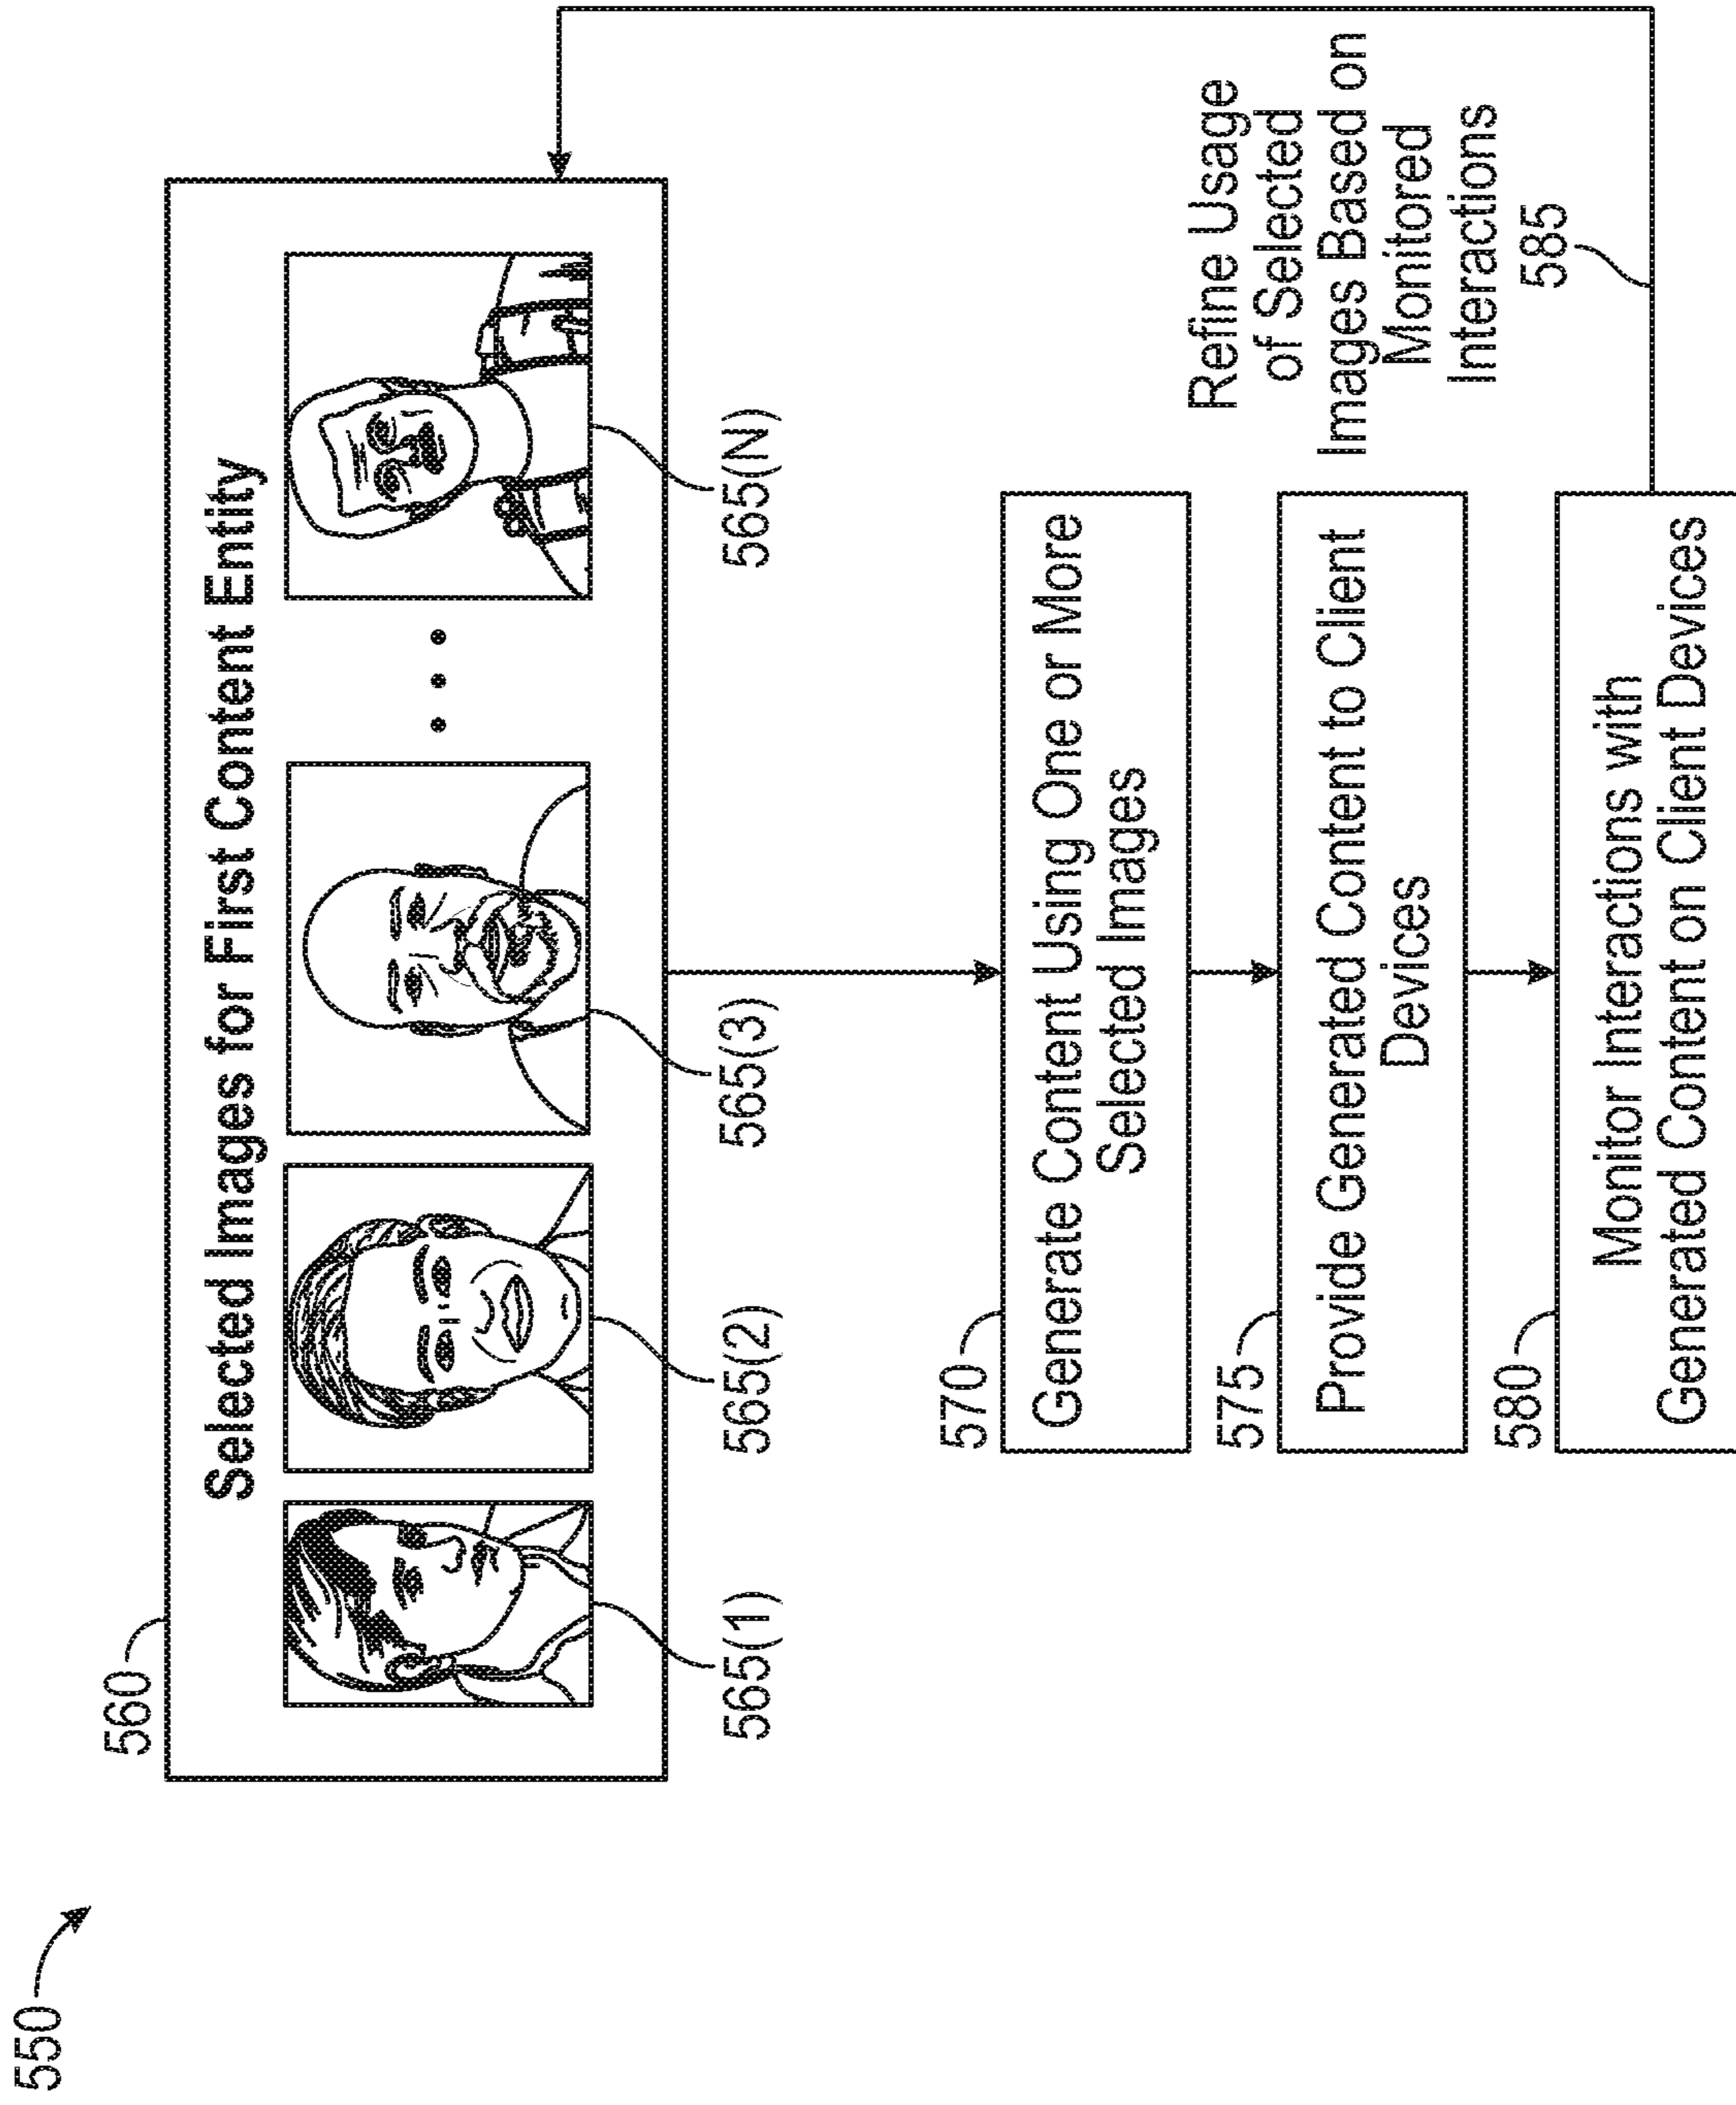 550
560
Selected Images for First Content Entity
565(1)
565(2)
565(3)
565(N)
570
Generate Content Using One or More
Selected Images
575
Provide Generated Content to Client
Devices
580
Monitor Interactions with
Generated Content on Client Devices
Refine Usage
of Selected
Images Based on
Monitored
Interactions
585